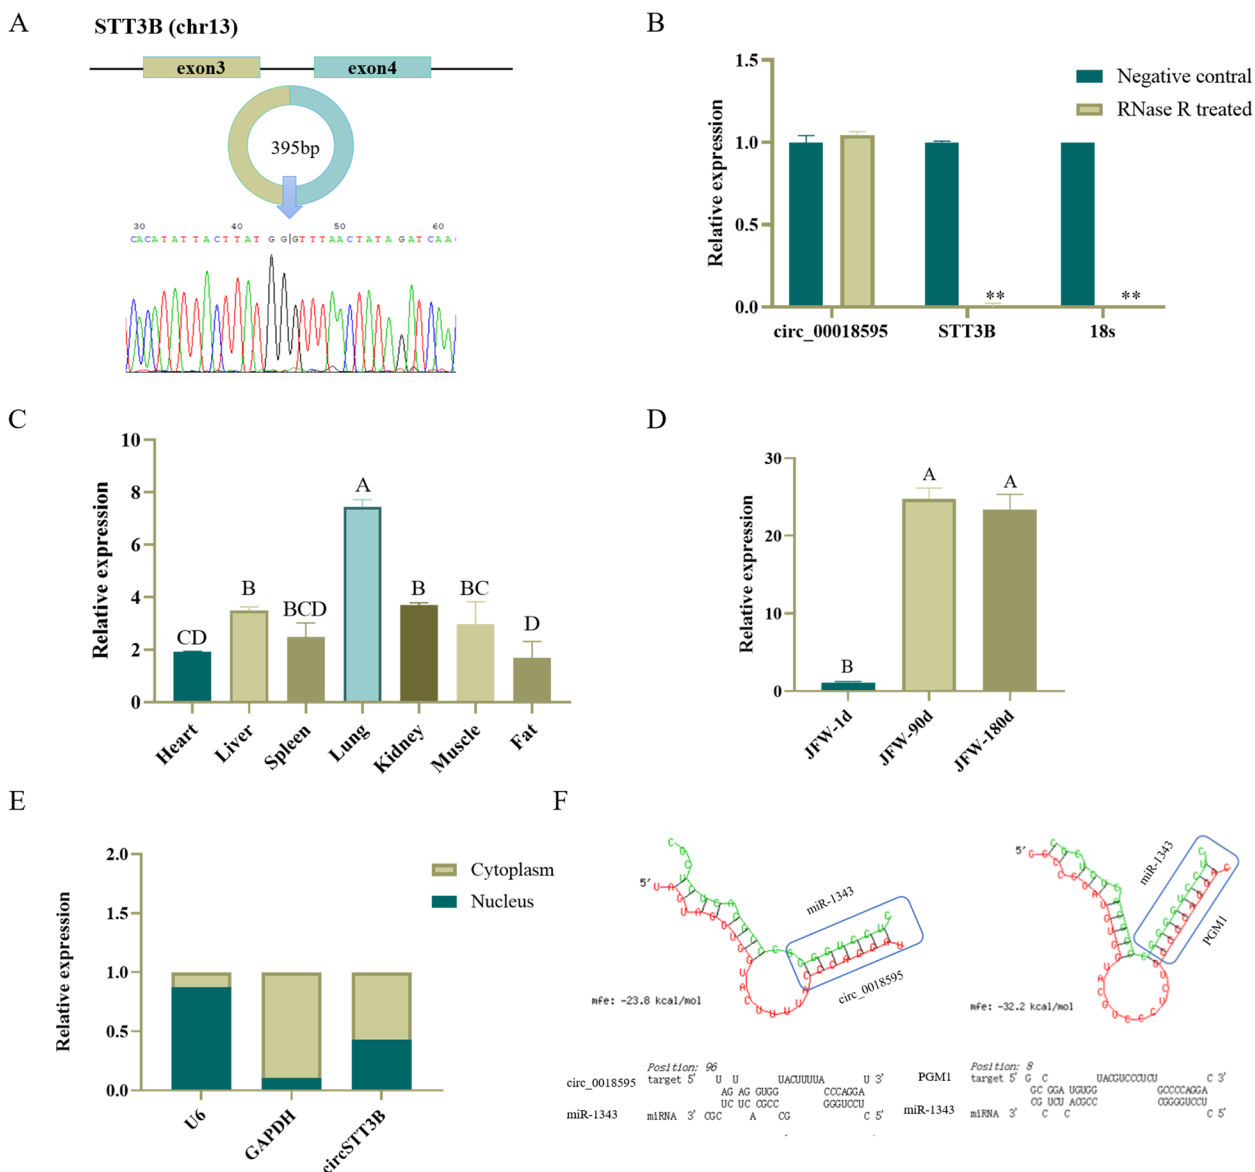 A
STT3B (chr13)
exon3
exon4
395bp
30 40 50 60
CACATATTACTTATGG|GTTTAACTATAGATCAA
B
1.5
1.0
0.5
0.0
Relative expression
Negative contral
RNase R treated
**
**
circ_00018595
STT3B
18s
C
10
8
6
4
2
0
Relative expression
CD
B
BCD
A
B
BC
D
Heart
Liver
Spleen
Lung
Kidney
Muscle
Fat
D
30
20
10
0
Relative expression
B
A
A
JFW-1d
JFW-90d
JFW-180d
E
2.0
1.5
1.0
0.5
0.0
Relative expression
Cytoplasm
Nucleus
U6
GAPDH
circSTT3B
F
5'
miR-1343
circ_0018595
mfe: -23.8 kcal/mol
5'
miR-1343
PGM1
mfe: -32.2 kcal/mol
Position: 96
circ_0018595 target 5' U U UACUUUUA U 3'
AG AG GUGG CCCAGGA
UC UC CGCC GGGUCCU
miR-1343 miRNA 3' CGC A CG C 5'
Position: 8
PGM1 target 5' G C UACGUCCCUCU C 3'
GC GGA UGUGG GCCCCAGGA
CG UCU ACGCC CGGGGUCCU
miR-1343 miRNA 3' C C C 5'